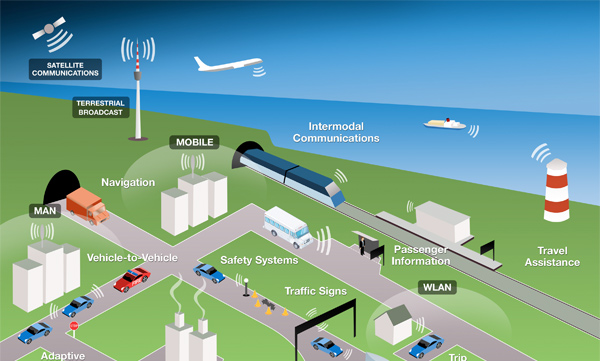 SATELLITE
COMMUNICATIONS
TERRESTRIAL
BROADCAST
MOBILE
Intermodal
Communications
Navigation
MAN
Vehicle-to-Vehicle
Safety Systems
Passenger
Information
Travel
Assistance
Traffic Signs
WLAN
Adaptive
Trip